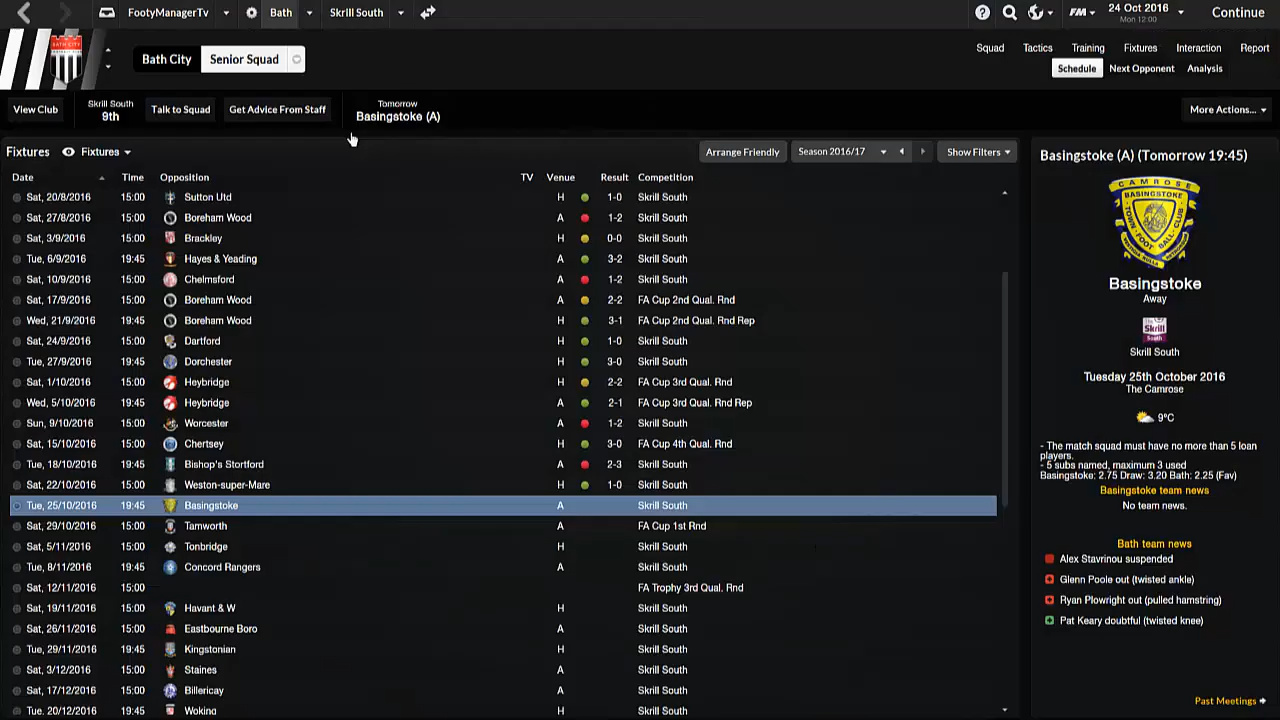 FootyManagerTv Bath Skrill South FM 24 Oct 2016 Continue
Mon 12:00
Squad Tactics Training Fixtures Interaction Report
Bath City Senior Squad
Schedule Next Opponent Analysis
View Club Skrill South 9th Talk to Squad Get Advice From Staff Tomorrow Basingstoke (A) More Actions...
Fixtures Fixtures Arrange Friendly Season 2016/17 Show Filters
Date Time Opposition TV Venue Result Competition
Sat, 20/8/2016 15:00 Sutton Utd H 1-0 Skrill South
Sat, 27/8/2016 15:00 Boreham Wood A 1-2 Skrill South
Sat, 3/9/2016 15:00 Brackley H 0-0 Skrill South
Tue, 6/9/2016 19:45 Hayes & Yeading A 3-2 Skrill South
Sat, 10/9/2016 15:00 Chelmsford A 1-2 Skrill South
Sat, 17/9/2016 15:00 Boreham Wood A 2-2 FA Cup 2nd Qual. Rnd
Wed, 21/9/2016 19:45 Boreham Wood H 3-1 FA Cup 2nd Qual. Rnd Rep
Sat, 24/9/2016 15:00 Dartford H 1-0 Skrill South
Tue, 27/9/2016 19:45 Dorchester H 3-0 Skrill South
Sat, 1/10/2016 15:00 Heybridge H 2-2 FA Cup 3rd Qual. Rnd
Wed, 5/10/2016 19:45 Heybridge A 2-1 FA Cup 3rd Qual. Rnd Rep
Sun, 9/10/2016 15:00 Worcester A 1-2 Skrill South
Sat, 15/10/2016 15:00 Chertsey H 3-0 FA Cup 4th Qual. Rnd
Tue, 18/10/2016 19:45 Bishop's Stortford A 2-3 Skrill South
Sat, 22/10/2016 15:00 Weston-super-Mare H 1-0 Skrill South
Tue, 25/10/2016 19:45 Basingstoke A Skrill South
Sat, 29/10/2016 15:00 Tamworth A FA Cup 1st Rnd
Sat, 5/11/2016 15:00 Tonbridge H Skrill South
Tue, 8/11/2016 19:45 Concord Rangers A Skrill South
Sat, 12/11/2016 15:00 FA Trophy 3rd Qual. Rnd
Sat, 19/11/2016 15:00 Havant & W H Skrill South
Sat, 26/11/2016 15:00 Eastbourne Boro A Skrill South
Tue, 29/11/2016 19:45 Kingstonian H Skrill South
Sat, 3/12/2016 15:00 Staines A Skrill South
Sat, 17/12/2016 15:00 Billericay A Skrill South
Tue, 20/12/2016 19:45 Woking H Skrill South
Basingstoke (A) (Tomorrow 19:45)
CAMROSE
BASINGSTOKE
TOWN FOOTBALL CLUB
Basingstoke
Away
Skrill
South
Skrill South
Tuesday 25th October 2016
The Camrose
9°C
- The match squad must have no more than 5 loan
players.
- 5 subs named, maximum 3 used
Basingstoke: 2.75 Draw: 3.20 Bath: 2.25 (Fav)
Basingstoke team news
No team news.
Bath team news
Alex Stavrinou suspended
Glenn Poole out (twisted ankle)
Ryan Plowright out (pulled hamstring)
Pat Keary doubtful (twisted knee)
Past Meetings